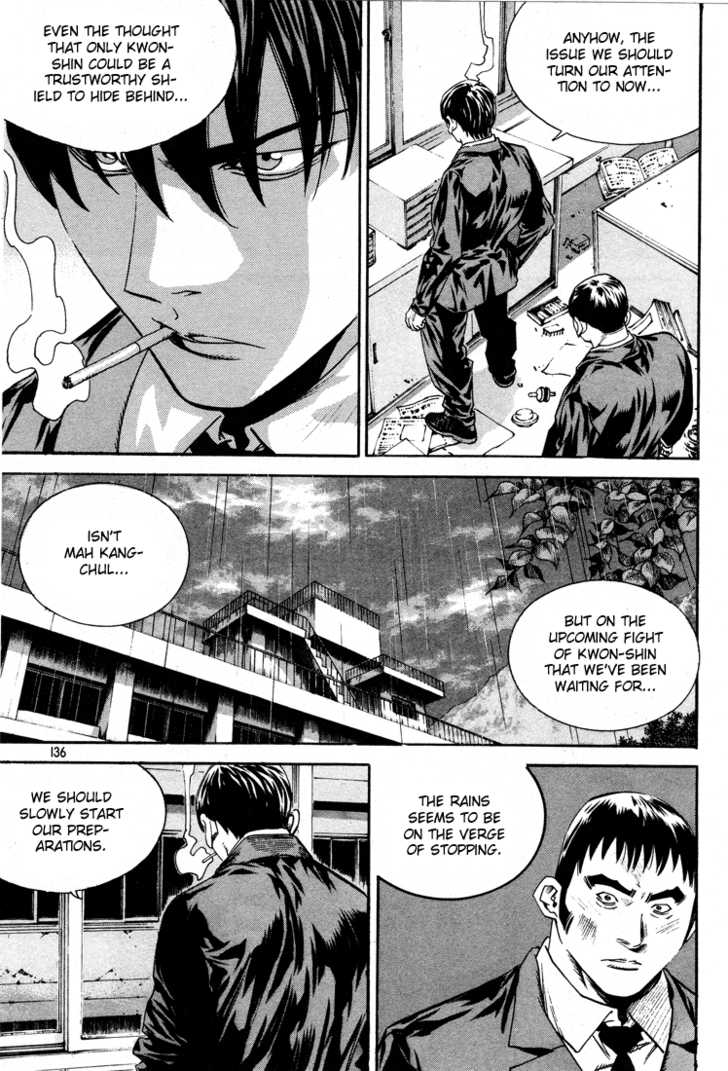 EVEN THE THOUGHT
THAT ONLY KWON-
SHIN COULD BE A
TRUSTWORTHY SH-
IELD TO HIDE BEHIND...
ANYHOW, THE
ISSUE WE SHOULD
TURN OUR ATTEN-
TION TO NOW...
ISN'T
MAH KANG-
CHUL...
BUT ON THE
UPCOMING FIGHT
OF KWON-SHIN
THAT WE'VE BEEN
WAITING FOR...
136
WE SHOULD
SLOWLY START
OUR PREP-
ARATIONS.
THE RAINS
SEEMS TO BE
ON THE VERGE
OF STOPPING.